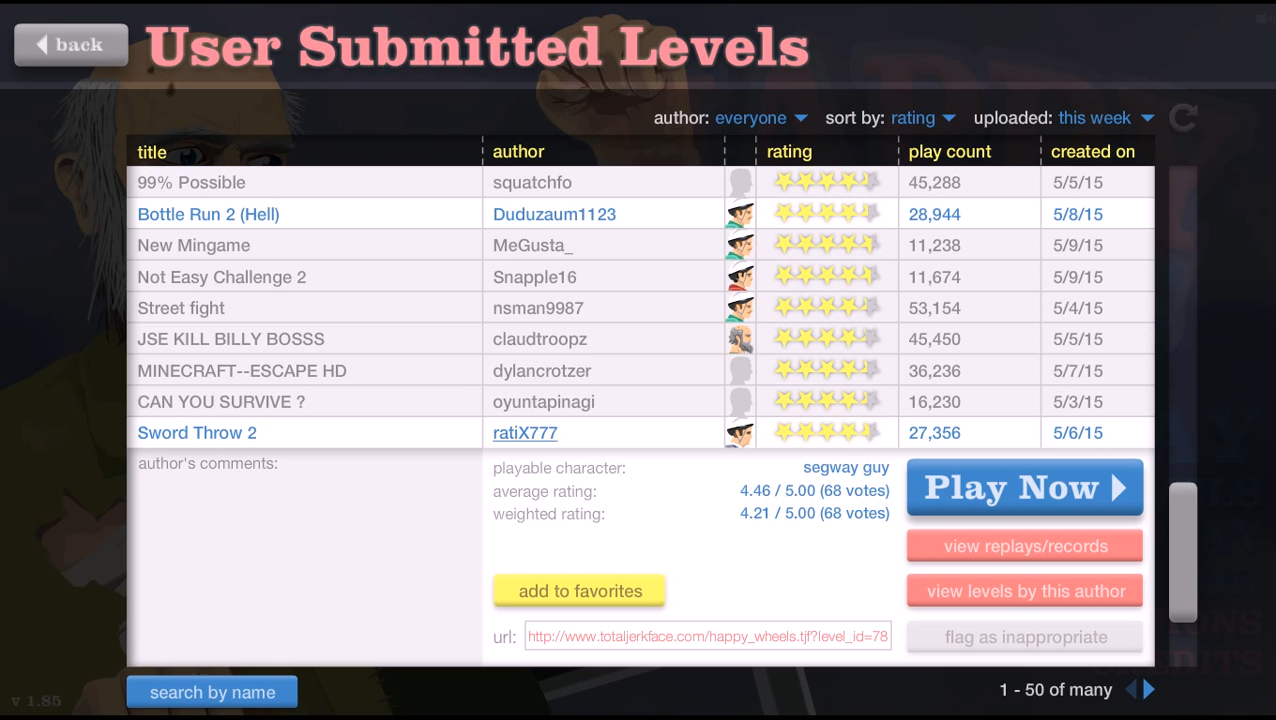 back User Submitted Levels
author: everyone sort by: rating uploaded: this week
title author rating play count created on
99% Possible squatchfo 45,288 5/5/15
Bottle Run 2 (Hell) Duduzaum1123 28,944 5/8/15
New Mingame MeGusta_ 11,238 5/9/15
Not Easy Challenge 2 Snapple16 11,674 5/9/15
Street fight nsman9987 53,154 5/4/15
JSE KILL BILLY BOSSS claudtroopz 45,450 5/5/15
MINECRAFT--ESCAPE HD dylancrotzer 36,236 5/7/15
CAN YOU SURVIVE ? oyuntapinagi 16,230 5/3/15
Sword Throw 2 ratiX777 27,356 5/6/15
author's comments:
playable character: segway guy
average rating: 4.46 / 5.00 (68 votes)
weighted rating: 4.21 / 5.00 (68 votes)
Play Now
view replays/records
add to favorites
view levels by this author
url: http://www.totaljerkface.com/happy_wheels.tjf?level_id=78
flag as inappropriate
search by name
1 - 50 of many
v 1.85